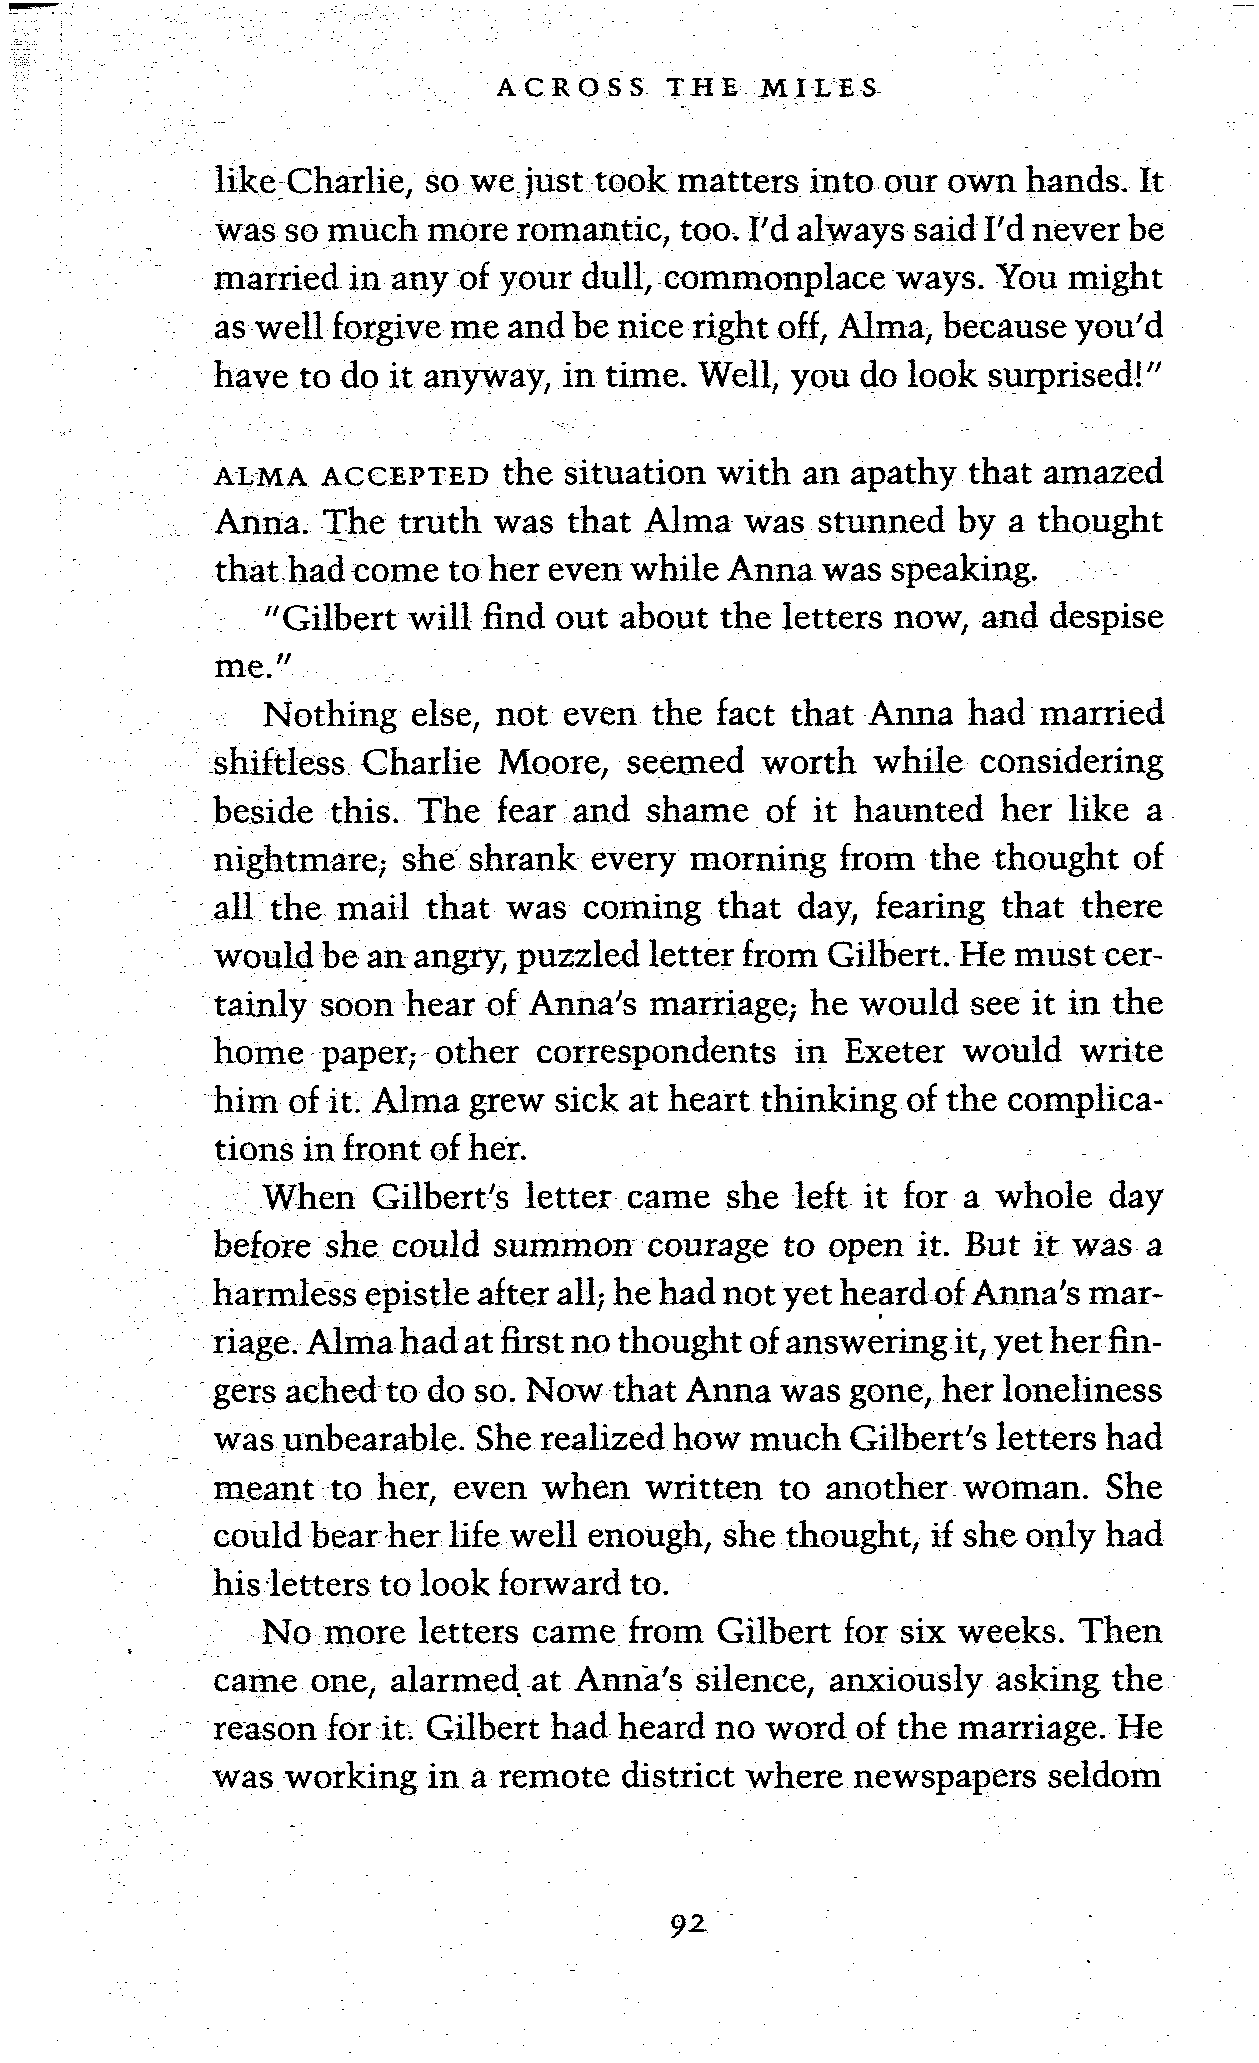 ACROSS THE MILES
like Charlie, so we just took matters into our own hands. It
was so much more romantic, too. I'd always said I'd never be
married in any of your dull, commonplace ways. You might
as well forgive me and be nice right off, Alma, because you'd
have to do it anyway, in time. Well, you do look surprised!"
ALMA ACCEPTED the situation with an apathy that amazed
Anna. The truth was that Alma was stunned by a thought
that had come to her even while Anna was speaking.
"Gilbert will find out about the letters now, and despise
me."
Nothing else, not even the fact that Anna had married
shiftless Charlie Moore, seemed worth while considering
beside this. The fear and shame of it haunted her like a
nightmare; she shrank every morning from the thought of
all the mail that was coming that day, fearing that there
would be an angry, puzzled letter from Gilbert. He must cer-
tainly soon hear of Anna's marriage; he would see it in the
home paper; other correspondents in Exeter would write
him of it. Alma grew sick at heart thinking of the complica-
tions in front of her.
When Gilbert's letter came she left it for a whole day
before she could summon courage to open it. But it was a
harmless epistle after all; he had not yet heard of Anna's mar-
riage. Alma had at first no thought of answering it, yet her fin-
gers ached to do so. Now that Anna was gone, her loneliness
was unbearable. She realized how much Gilbert's letters had
meant to her, even when written to another woman. She
could bear her life well enough, she thought, if she only had
his letters to look forward to.
No more letters came from Gilbert for six weeks. Then
came one, alarmed at Anna's silence, anxiously asking the
reason for it. Gilbert had heard no word of the marriage. He
was working in a remote district where newspapers seldom
92